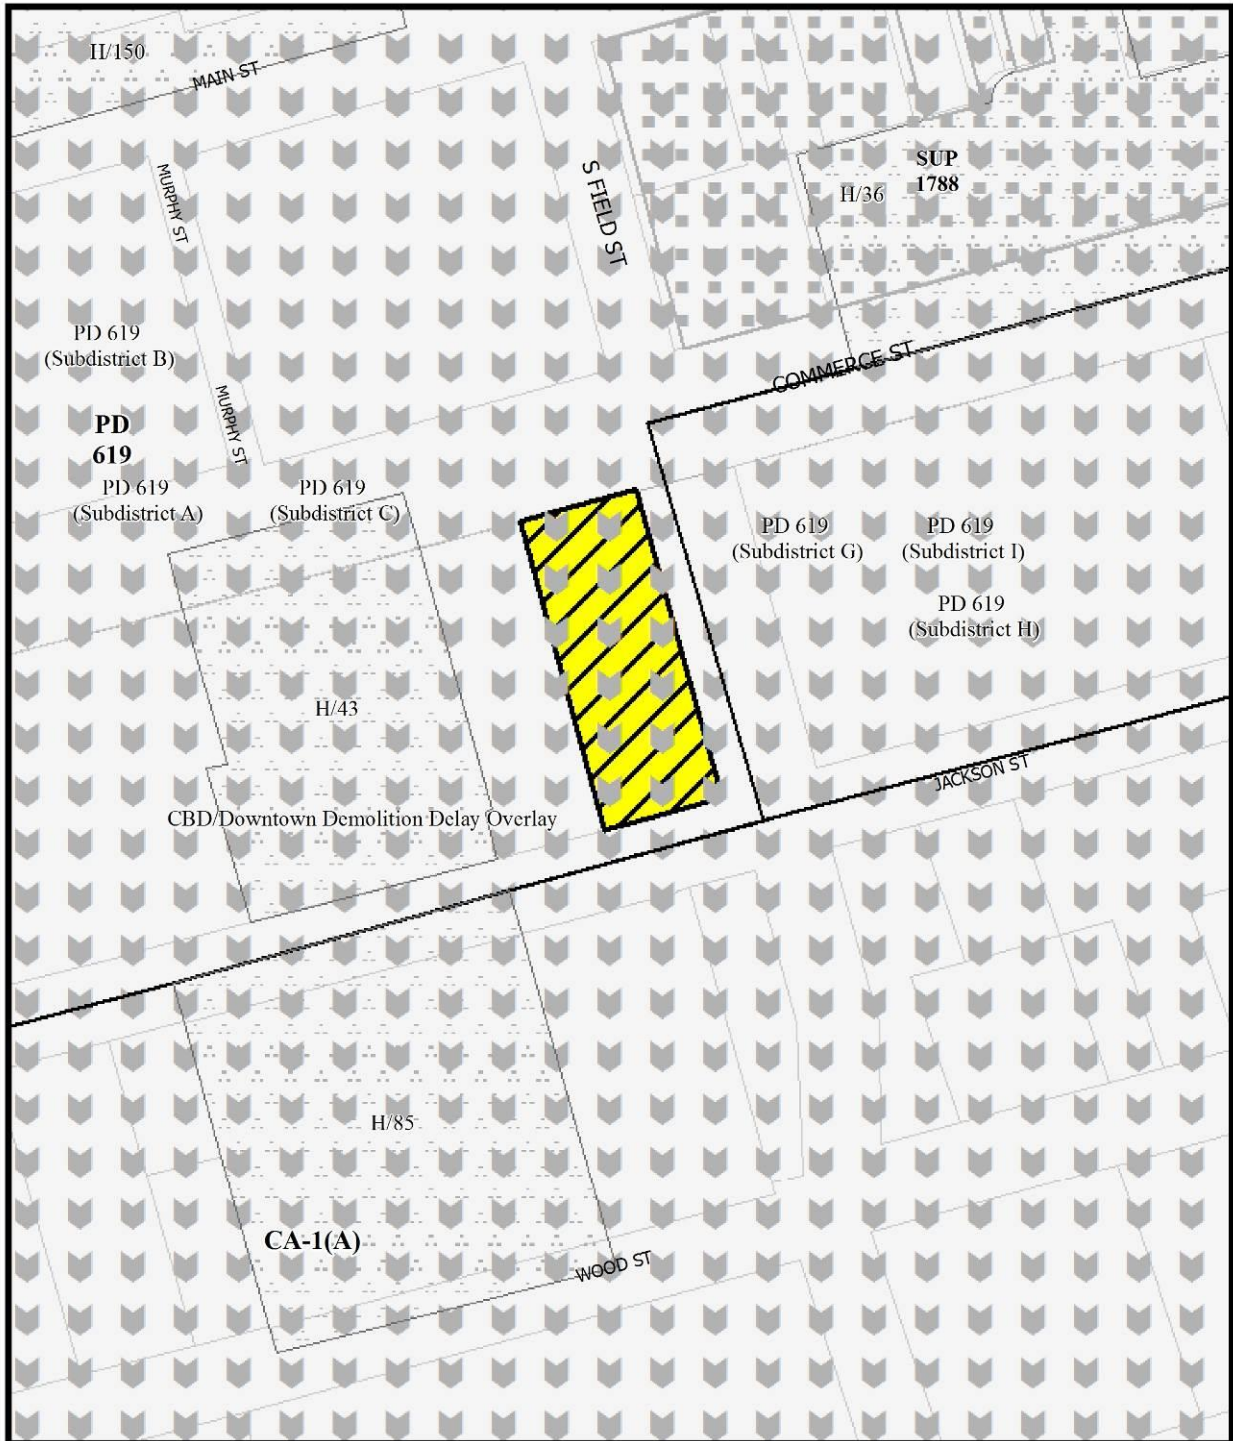 H/150
MAIN ST
MURPHY ST
S FIELD ST
SUP
1788
H/36
PD 619
(Subdistrict B)
COMMERCE ST
MURPHY ST
PD
619
PD 619
(Subdistrict A)
PD 619
(Subdistrict C)
PD 619
(Subdistrict G)
PD 619
(Subdistrict I)
PD 619
(Subdistrict H)
H/43
JACKSON ST
CBD/Downtown Demolition Delay Overlay
H/85
CA-1(A)
WOOD ST